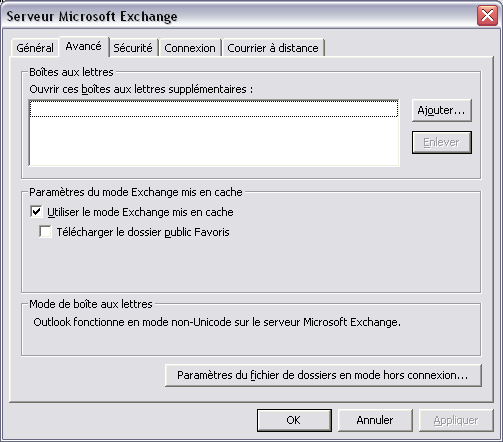 Serveur Microsoft Exchange
Général Avancé Sécurité Connexion Courrier à distance
Boîtes aux lettres
Ouvrir ces boîtes aux lettres supplémentaires :
Ajouter...
Enlever
Paramètres du mode Exchange mis en cache
Utiliser le mode Exchange mis en cache
Télécharger le dossier public Favoris
Mode de boîte aux lettres
Outlook fonctionne en mode non-Unicode sur le serveur Microsoft Exchange.
Paramètres du fichier de dossiers en mode hors connexion...
OK Annuler Appliquer